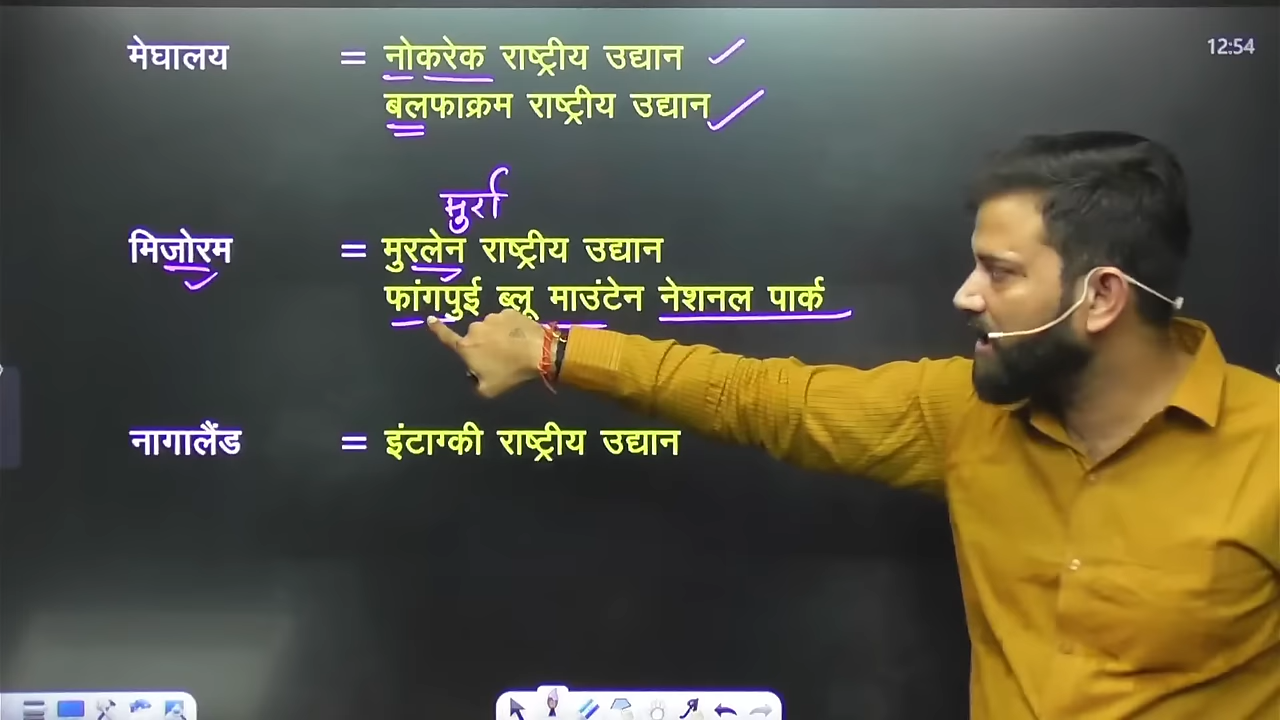 12:54
मेघालय = नोकरेक राष्ट्रीय उद्यान
बलफाक्रम राष्ट्रीय उद्यान
मुर्रा
मिजोरम = मुरलेन राष्ट्रीय उद्यान
फांगपुई ब्लू माउंटेन नेशनल पार्क
नागालैंड = इंटाग्की राष्ट्रीय उद्यान